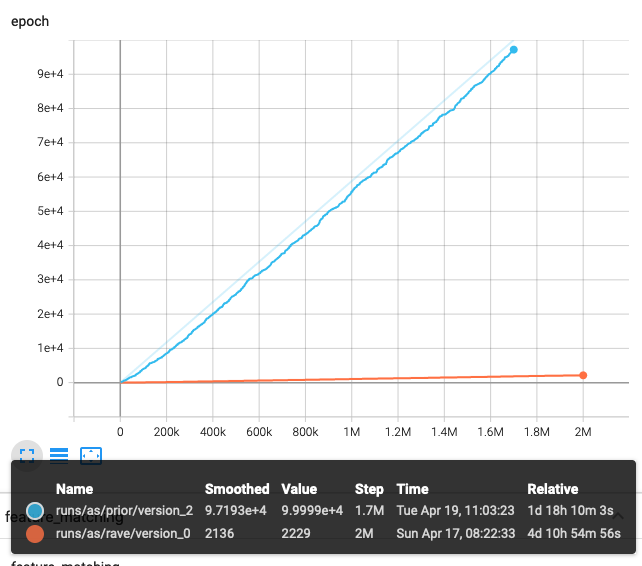 epoch
9e+4
8e+4
7e+4
6e+4
5e+4
4e+4
3e+4
2e+4
1e+4
0
0 200k 400k 600k 800k 1M 1.2M 1.4M 1.6M 1.8M 2M
Name Smoothed Value Step Time Relative
runs/as/prior/version_2 9.7193e+4 9.9999e+4 1.7M Tue Apr 19, 11:03:23 1d 18h 10m 3s
feature_matching
runs/as/rave/version_0 2136 2229 2M Sun Apr 17, 08:22:33 4d 10h 54m 56s
feature_matching